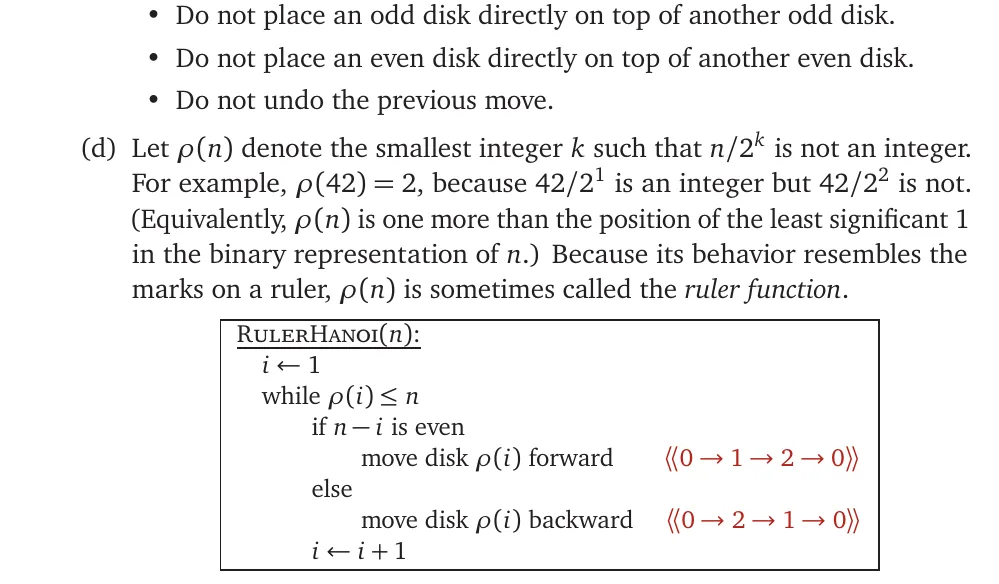 • Do not place an odd disk directly on top of another odd disk.
• Do not place an even disk directly on top of another even disk.
• Do not undo the previous move.
(d) Let ρ(n) denote the smallest integer k such that n/2^k is not an integer.
For example, ρ(42) = 2, because 42/2^1 is an integer but 42/2^2 is not.
(Equivalently, ρ(n) is one more than the position of the least significant 1
in the binary representation of n.) Because its behavior resembles the
marks on a ruler, ρ(n) is sometimes called the ruler function.
RULERHANOI(n):
i ← 1
while ρ(i) ≤ n
if n − i is even
move disk ρ(i) forward ⟨⟨0 → 1 → 2 → 0⟩⟩
else
move disk ρ(i) backward ⟨⟨0 → 2 → 1 → 0⟩⟩
i ← i + 1